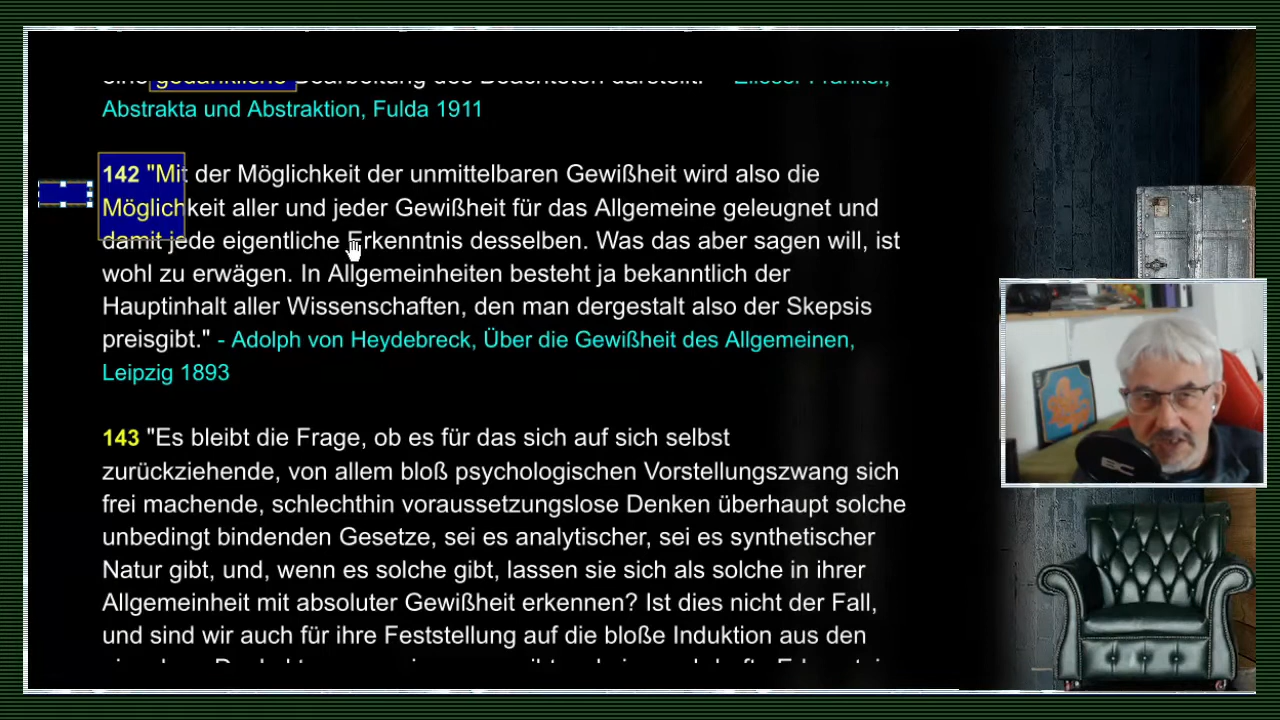 gedankliche Bearbeitung des Beachteten darstellt." - Elieser Fränkel,
Abstrakta und Abstraktion, Fulda 1911
142 "Mit der Möglichkeit der unmittelbaren Gewißheit wird also die
Möglichkeit aller und jeder Gewißheit für das Allgemeine geleugnet und
damit jede eigentliche Erkenntnis desselben. Was das aber sagen will, ist
wohl zu erwägen. In Allgemeinheiten besteht ja bekanntlich der
Hauptinhalt aller Wissenschaften, den man dergestalt also der Skepsis
preisgibt." - Adolph von Heydebreck, Über die Gewißheit des Allgemeinen,
Leipzig 1893
143 "Es bleibt die Frage, ob es für das sich auf sich selbst
zurückziehende, von allem bloß psychologischen Vorstellungszwang sich
frei machende, schlechthin voraussetzungslose Denken überhaupt solche
unbedingt bindenden Gesetze, sei es analytischer, sei es synthetischer
Natur gibt, und, wenn es solche gibt, lassen sie sich als solche in ihrer
Allgemeinheit mit absoluter Gewißheit erkennen? Ist dies nicht der Fall,
und sind wir auch für ihre Feststellung auf die bloße Induktion aus den